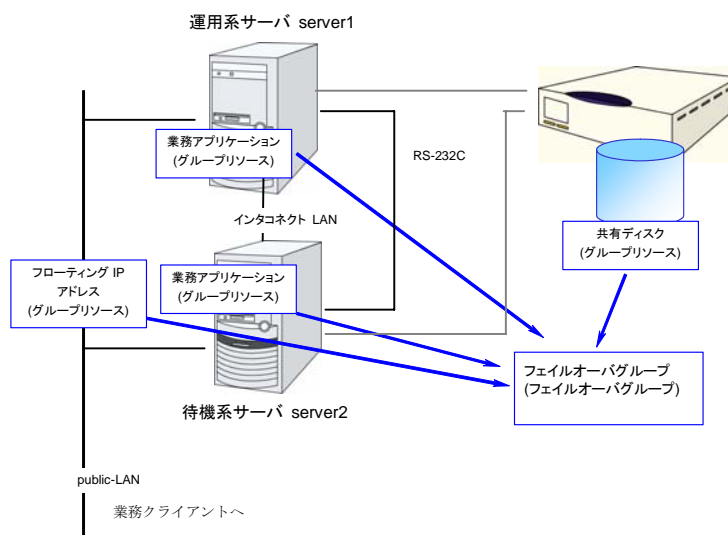 運用系サーバ server1
業務アプリケーション
(グループリソース)
RS-232C
インタコネクト LAN
共有ディスク
(グループリソース)
フローティング IP
アドレス
(グループリソース)
業務アプリケーション
(グループリソース)
フェイルオーバグループ
(フェイルオーバグループ)
待機系サーバ server2
public-LAN
業務クライアントへ